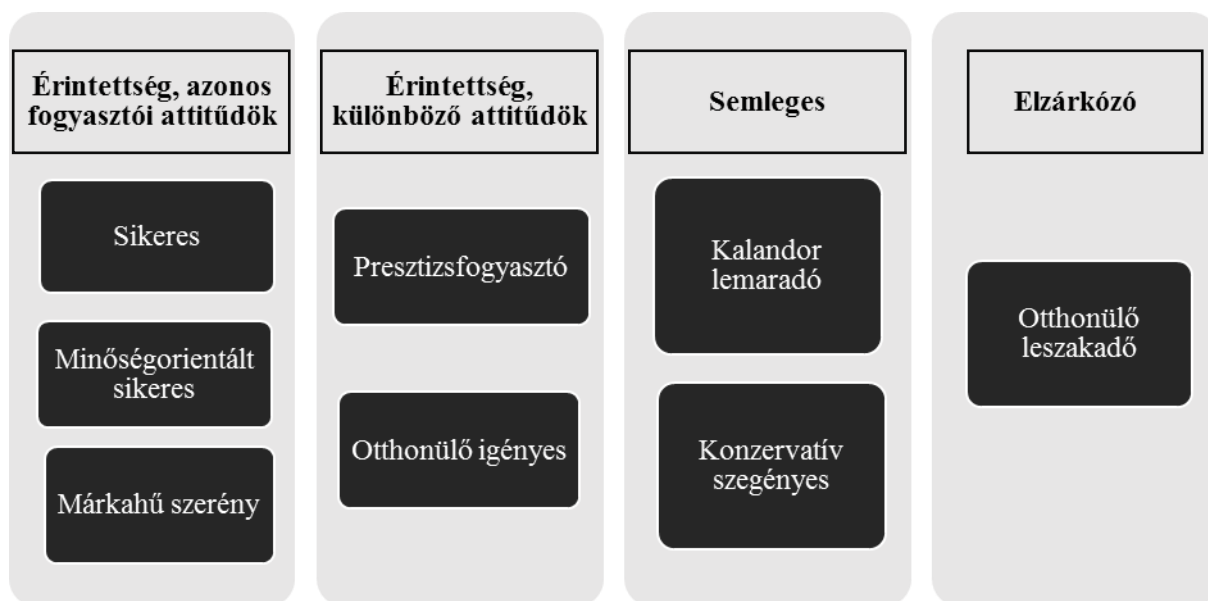 Érintettség, azonos
fogyasztói attitűdök
Sikeres
Minőségorientált
sikeres
Márkahű szerény
Érintettség,
különböző attitűdök
Presztizsfogyasztó
Otthonülő igényes
Semleges
Kalandor
lemaradó
Konzervatív
szegényes
Elzárkózó
Otthonülő
leszakadő